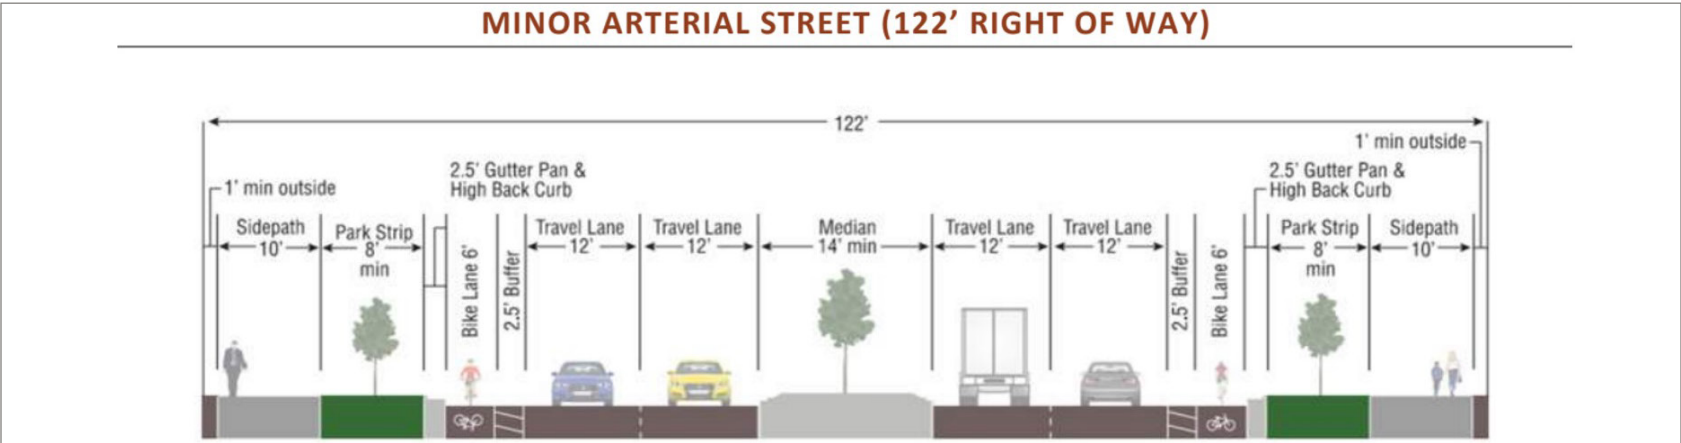 MINOR ARTERIAL STREET (122’ RIGHT OF WAY)
122'
1' min outside
2.5' Gutter Pan &
High Back Curb
2.5' Gutter Pan &
High Back Curb
1' min outside
Sidepath
10'
Park Strip
8'
min
Bike Lane 6'
2.5' Buffer
Travel Lane
12'
Travel Lane
12'
Median
14' min
Travel Lane
12'
Travel Lane
12'
2.5' Buffer
Bike Lane 6'
Park Strip
8'
min
Sidepath
10'